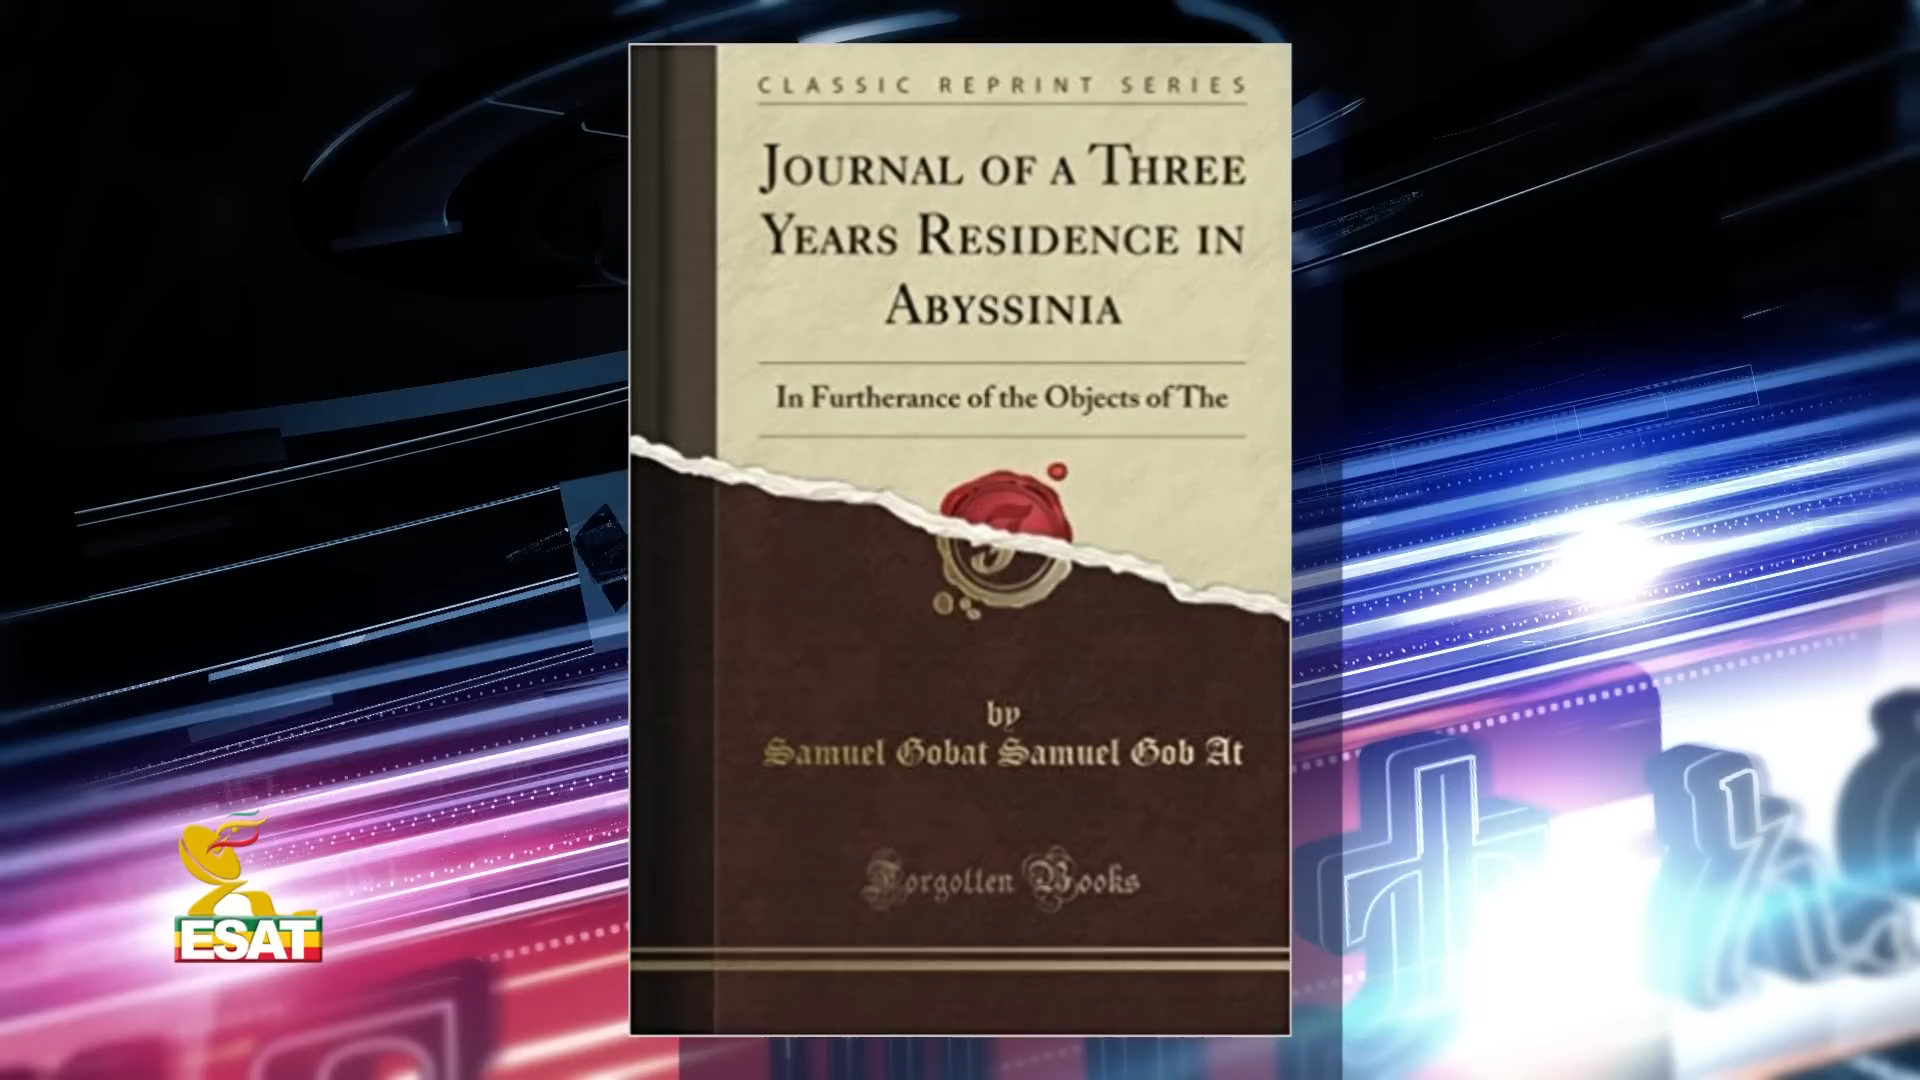 CLASSIC REPRINT SERIES
JOURNAL OF A THREE
YEARS RESIDENCE IN
ABYSSINIA
In Furtherance of the Objects of The
by
Samuel Gobat Samuel Gob At
Forgotten Books
ESAT